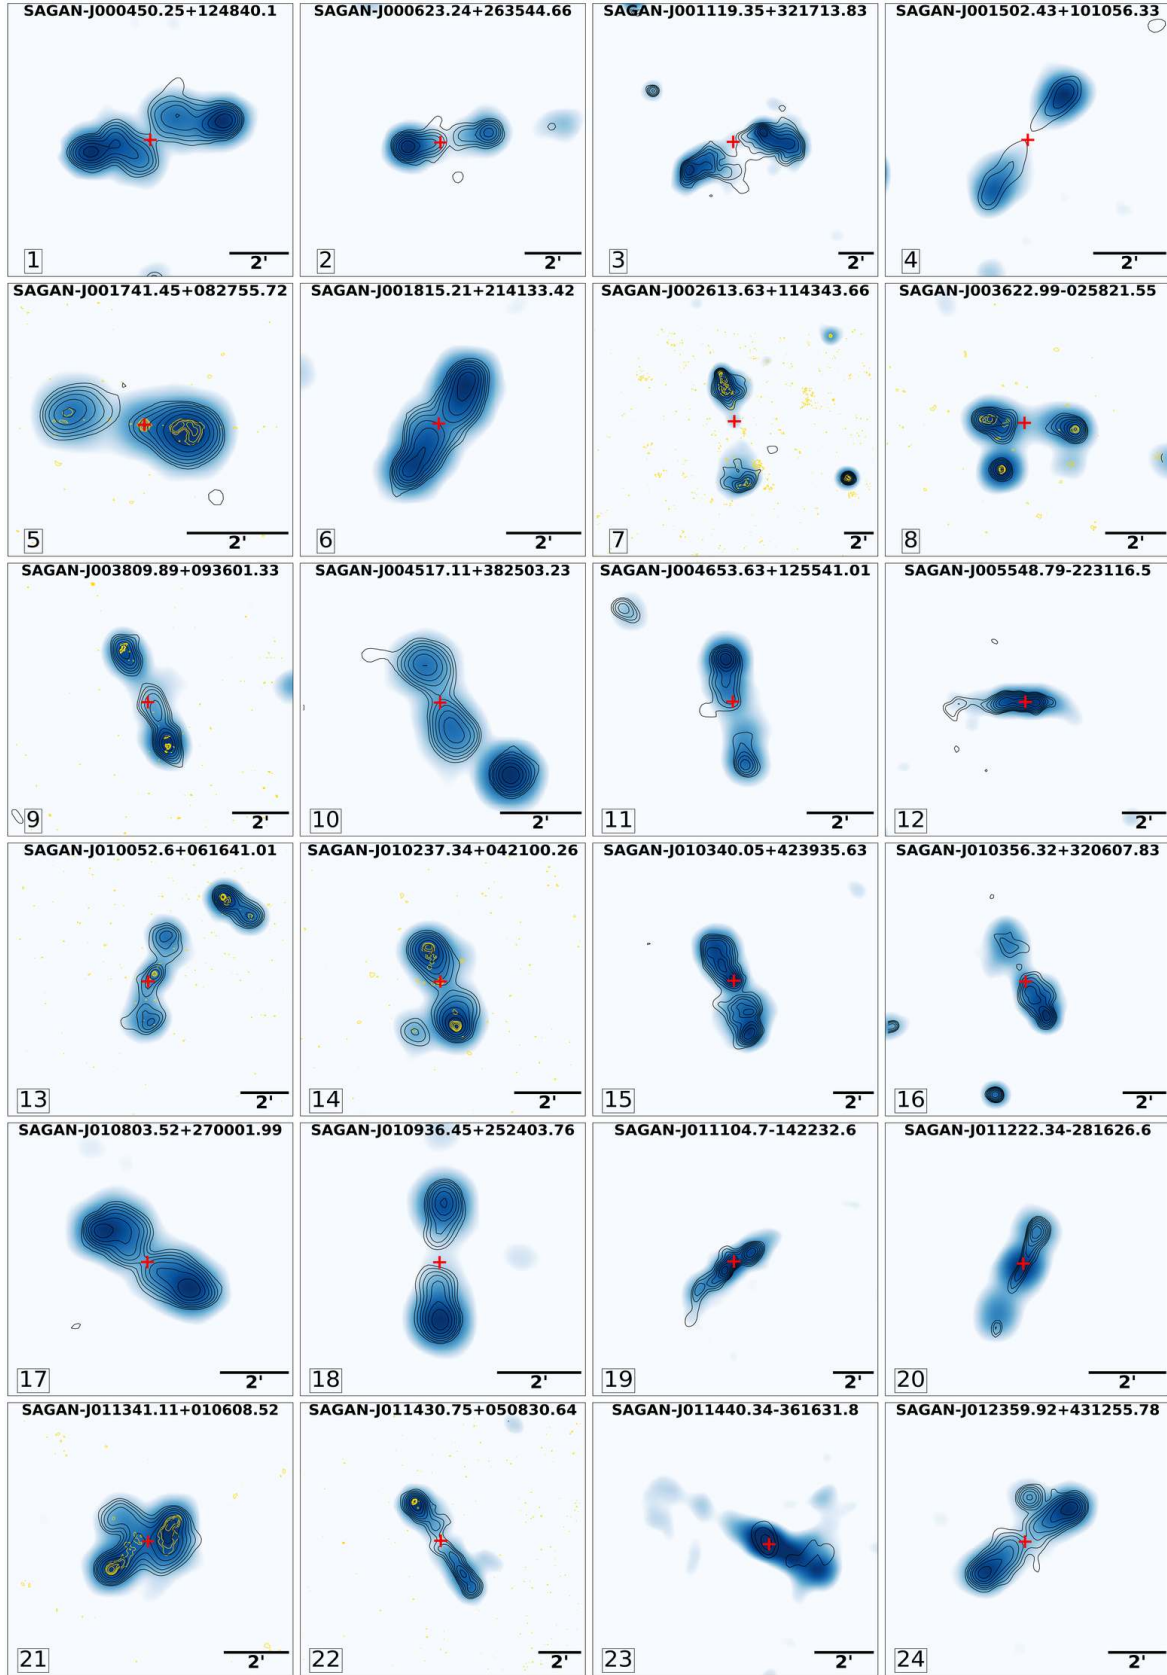 SAGAN-J000450.25+124840.1
SAGAN-J000623.24+263544.66
SAGAN-J001119.35+321713.83
SAGAN-J001502.43+101056.33
1 2'
2 2'
3 2'
4 2'
SAGAN-J001741.45+082755.72
SAGAN-J001815.21+214133.42
SAGAN-J002613.63+114343.66
SAGAN-J003622.99-025821.55
5 2'
6 2'
7 2'
8 2'
SAGAN-J003809.89+093601.33
SAGAN-J004517.11+382503.23
SAGAN-J004653.63+125541.01
SAGAN-J005548.79-223116.5
9 2'
10 2'
11 2'
12 2'
SAGAN-J010052.6+061641.01
SAGAN-J010237.34+042100.26
SAGAN-J010340.05+423935.63
SAGAN-J010356.32+320607.83
13 2'
14 2'
15 2'
16 2'
SAGAN-J010803.52+270001.99
SAGAN-J010936.45+252403.76
SAGAN-J011104.7-142232.6
SAGAN-J011222.34-281626.6
17 2'
18 2'
19 2'
20 2'
SAGAN-J011341.11+010608.52
SAGAN-J011430.75+050830.64
SAGAN-J011440.34-361631.8
SAGAN-J012359.92+431255.78
21 2'
22 2'
23 2'
24 2'